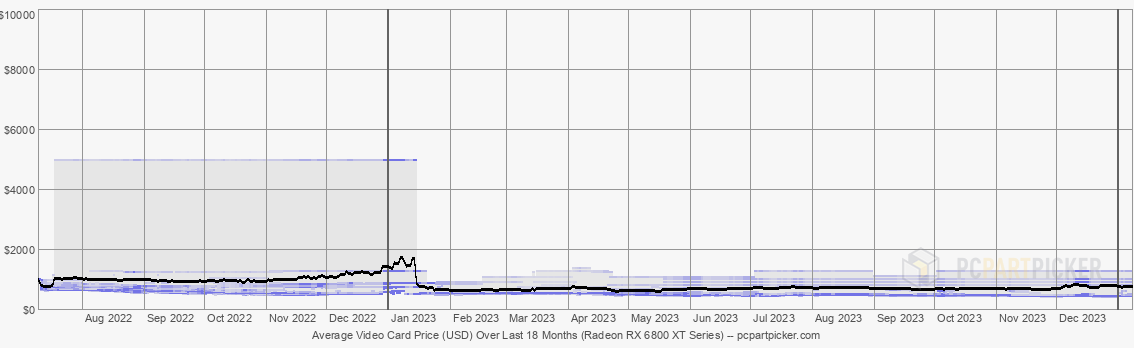 $10000
$8000
$6000
$4000
$2000
$0
PCPARTPICKER
Aug 2022 Sep 2022 Oct 2022 Nov 2022 Dec 2022 Jan 2023 Feb 2023 Mar 2023 Apr 2023 May 2023 Jun 2023 Jul 2023 Aug 2023 Sep 2023 Oct 2023 Nov 2023 Dec 2023
Average Video Card Price (USD) Over Last 18 Months (Radeon RX 6800 XT Series) -- pcpartpicker.com